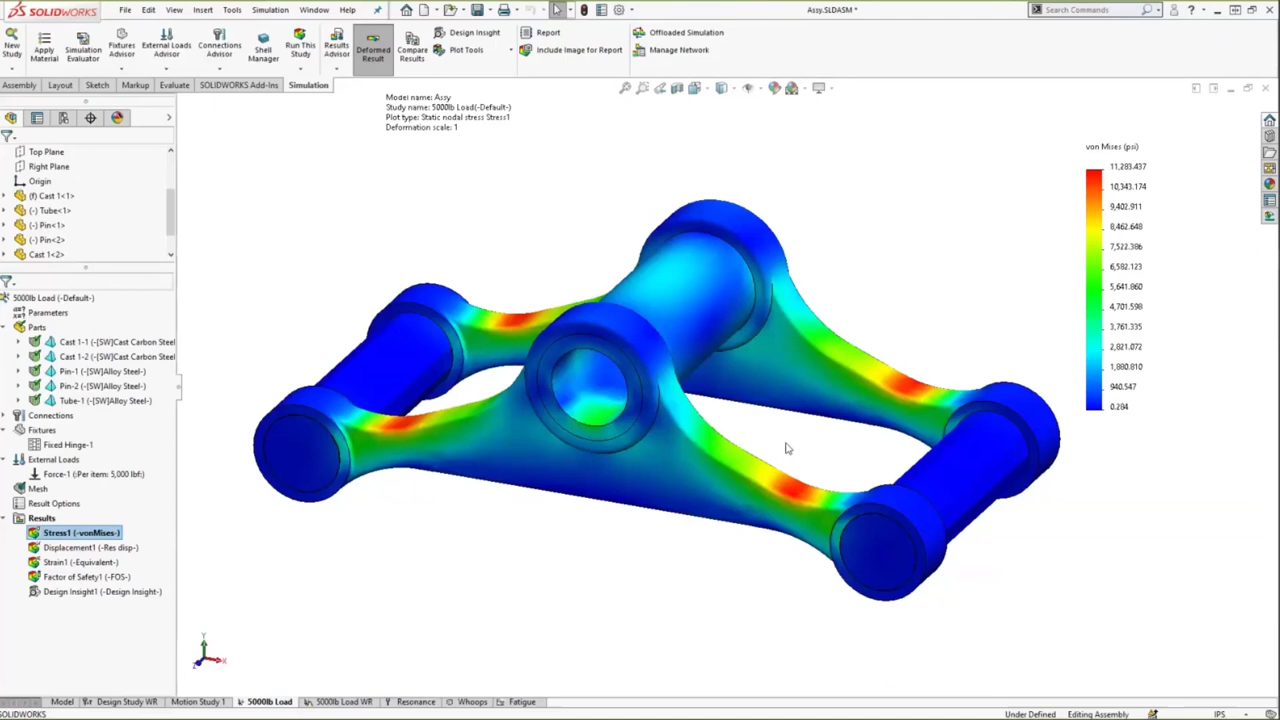 SOLIDWORKS
File Edit View Insert Tools Simulation Window Help
Assy.SLDASM *
Search Commands
New Study
Apply Material
Simulation Evaluator
Fixtures Advisor
External Loads Advisor
Connections Advisor
Shell Manager
Run This Study
Results Advisor
Deformed Result
Compare Results
Design Insight
Plot Tools
Report
Include Image for Report
Offloaded Simulation
Manage Network
Assembly Layout Sketch Markup Evaluate SOLIDWORKS Add-Ins Simulation
Model name: Assy
Study name: 5000lb Load(-Default-)
Plot type: Static nodal stress Stress1
Deformation scale: 1
Top Plane
Right Plane
Origin
(f) Cast 1<1>
(-) Tube<1>
(-) Pin<1>
(-) Pin<2>
Cast 1<2>
5000lb Load (-Default-)
Parameters
Parts
Cast 1-1 (-[SW]Cast Carbon Steel
Cast 1-2 (-[SW]Cast Carbon Steel
Pin-1 (-[SW]Alloy Steel-)
Pin-2 (-[SW]Alloy Steel-)
Tube-1 (-[SW]Alloy Steel-)
Connections
Fixtures
Fixed Hinge-1
External Loads
Force-1 (:Per item: 5,000 lbf:)
Mesh
Result Options
Results
Stress1 (-vonMises-)
Displacement1 (-Res disp-)
Strain1 (-Equivalent-)
Factor of Safety1 (-FOS-)
Design Insight1 (-Design Insight-)
von Mises (psi)
11,283.437
10,343.174
9,402.911
8,462.648
7,522.386
6,582.123
5,641.860
4,701.598
3,761.335
2,821.072
1,880.810
940.547
0.284
Y
X
Z
Model Design Study WR Motion Study 1 5000lb Load 5000lb Load WR Resonance Whoops Fatigue
SOLIDWORKS
Under Defined Editing Assembly IPS